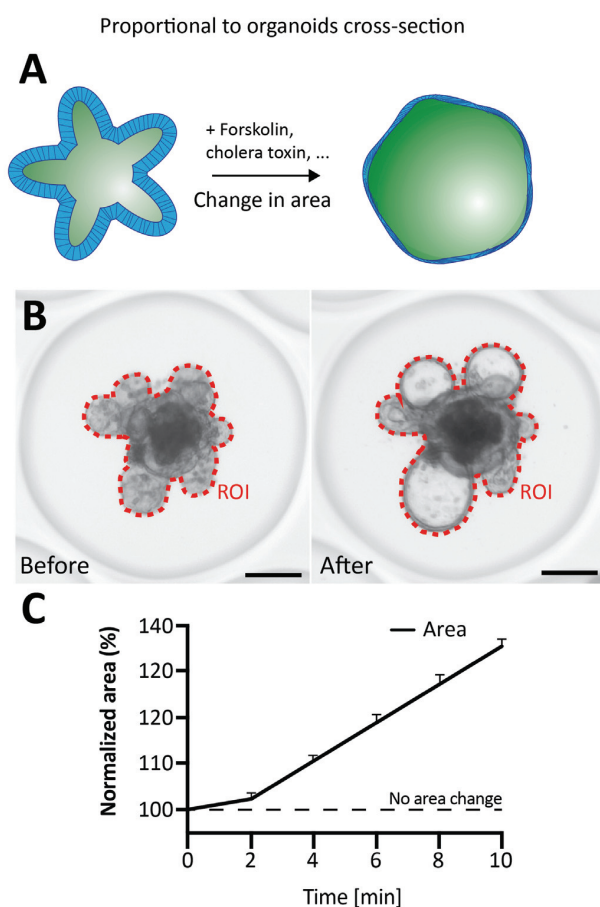 Proportional to organoids cross-section
A
+ Forskolin,
cholera toxin, ...
Change in area
B
ROI
Before
ROI
After
C
Normalized area (%)
140
120
120
110
100
Area
No area change
0 2 4 6 8 10
Time [min]